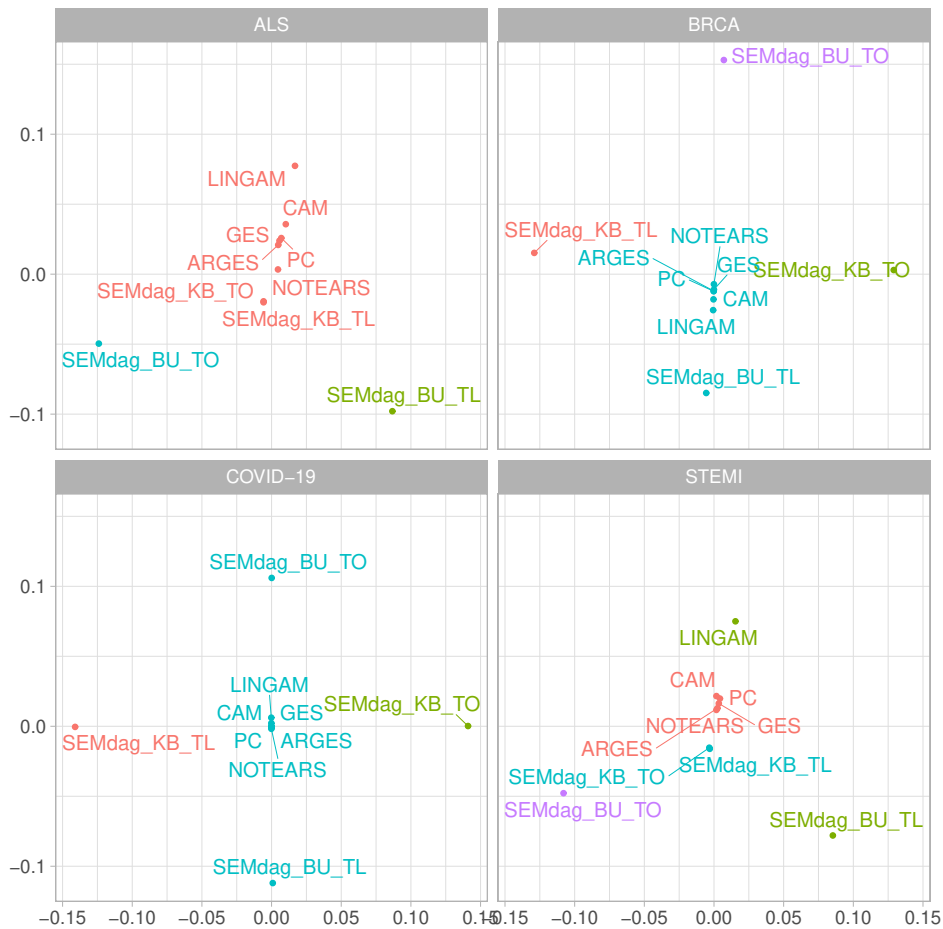 ALS
BRCA
SEMdag_BU_TO
0.1
LINGAM
CAM
GES
ARGES
PC
SEMdag_KB_TL
NOTEARS
ARGES
PC
GES
SEMdag_KB_TO
CAM
LINGAM
0.0
SEMdag_KB_TO
NOTEARS
SEMdag_KB_TL
SEMdag_BU_TO
SEMdag_BU_TL
SEMdag_BU_TL
−0.1
COVID−19
STEMI
SEMdag_BU_TO
0.1
LINGAM
LINGAM
CAM
GES
SEMdag_KB_TO
CAM
PC
0.0
SEMdag_KB_TL
PC
ARGES
NOTEARS
NOTEARS
GES
ARGES
SEMdag_KB_TO
SEMdag_KB_TL
SEMdag_BU_TO
SEMdag_BU_TL
SEMdag_BU_TL
−0.1
−0.15 −0.10 −0.05 0.00 0.05 0.10 0.15
−0.15 −0.10 −0.05 0.00 0.05 0.10 0.15